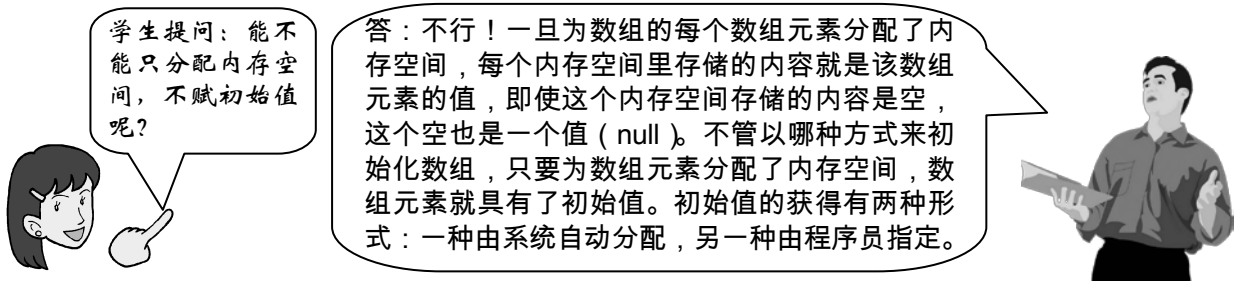 学生提问：能不
能只分配内存空
间，不赋初始值
呢？
答：不行！一旦为数组的每个数组元素分配了内
存空间，每个内存空间里存储的内容就是该数组
元素的值，即使这个内存空间存储的内容是空，
这个空也是一个值（null）。不管以哪种方式来初
始化数组，只要为数组元素分配了内存空间，数
组元素就具有了初始值。初始值的获得有两种形
式：一种由系统自动分配，另一种由程序员指定。